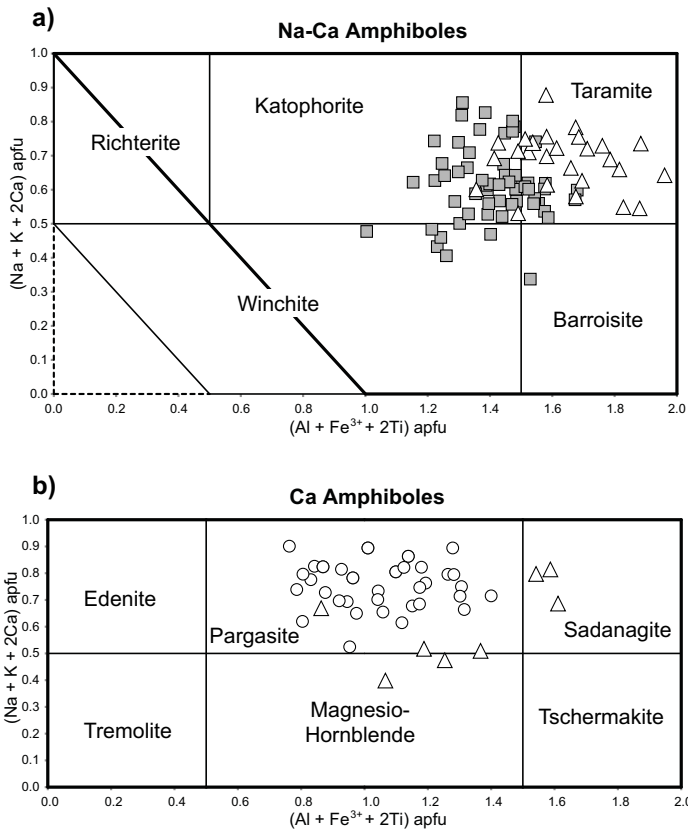 a)
Na-Ca Amphiboles
(Na + K + 2Ca) apfu
1.0
0.9
0.8
0.7
0.6
0.5
0.4
0.3
0.2
0.1
0.0
Richterite
Katophorite
Taramite
Winchite
Barroisite
0.0 0.2 0.4 0.6 0.8 1.0 1.2 1.4 1.6 1.8 2.0
(Al + Fe³⁺ + 2Ti) apfu
b)
Ca Amphiboles
(Na + K + 2Ca) apfu
1.0
0.9
0.8
0.7
0.6
0.5
0.4
0.3
0.2
0.1
0.0
Edenite
Pargasite
Sadanagite
Tremolite
Magnesio-
Hornblende
Tschermakite
0.0 0.2 0.4 0.6 0.8 1.0 1.2 1.4 1.6 1.8 2.0
(Al + Fe³⁺ + 2Ti) apfu